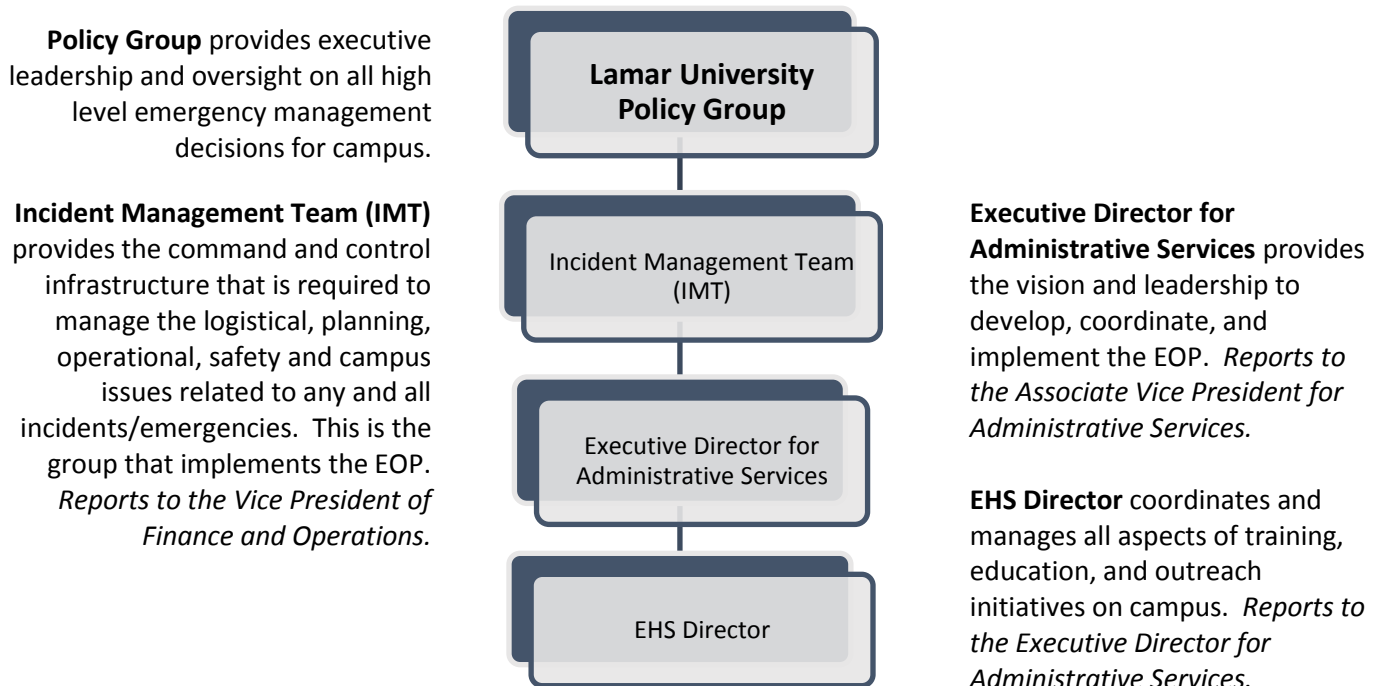 Policy Group provides executive
leadership and oversight on all high
level emergency management
decisions for campus.
Incident Management Team (IMT)
provides the command and control
infrastructure that is required to
manage the logistical, planning,
operational, safety and campus
issues related to any and all
incidents/emergencies.  This is the
group that implements the EOP.
Reports to the Vice President of
Finance and Operations.
Lamar University
Policy Group
Incident Management Team
(IMT)
Executive Director for
Administrative Services
EHS Director
Executive Director for
Administrative Services provides
the vision and leadership to
develop, coordinate, and
implement the EOP.  Reports to
the Associate Vice President for
Administrative Services.
EHS Director coordinates and
manages all aspects of training,
education, and outreach
initiatives on campus.  Reports to
the Executive Director for
Administrative Services.